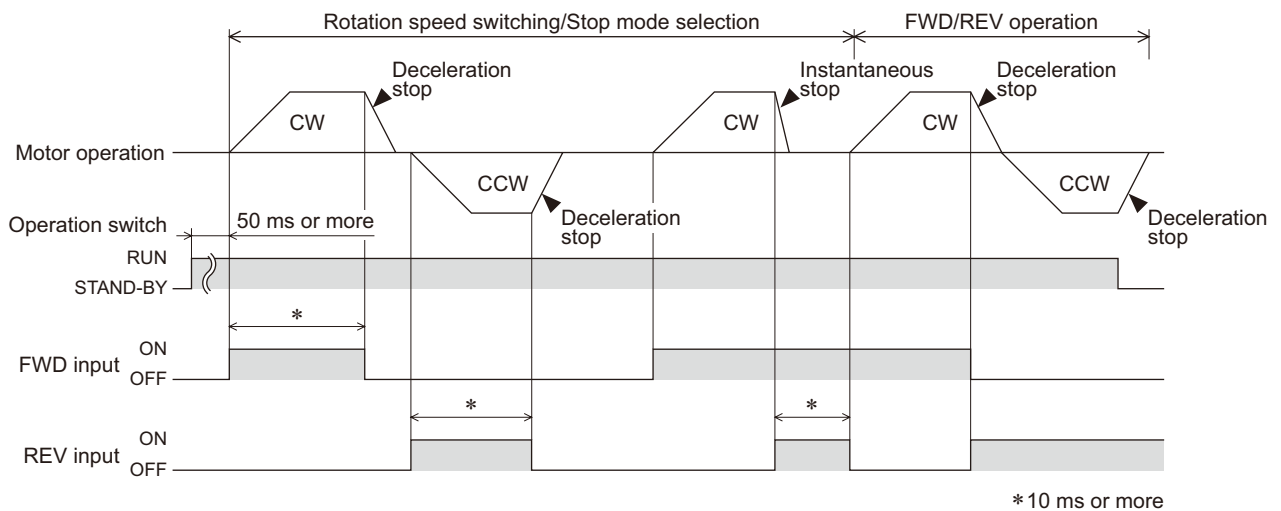 Rotation speed switching/Stop mode selection
FWD/REV operation
Deceleration
stop
Instantaneous
stop
Deceleration
stop
CW
CW
CW
Motor operation
CCW
CCW
Deceleration
stop
Deceleration
stop
Operation switch
50 ms or more
RUN
STAND-BY
*
FWD input
ON
OFF
*
*
REV input
ON
OFF
*10 ms or more